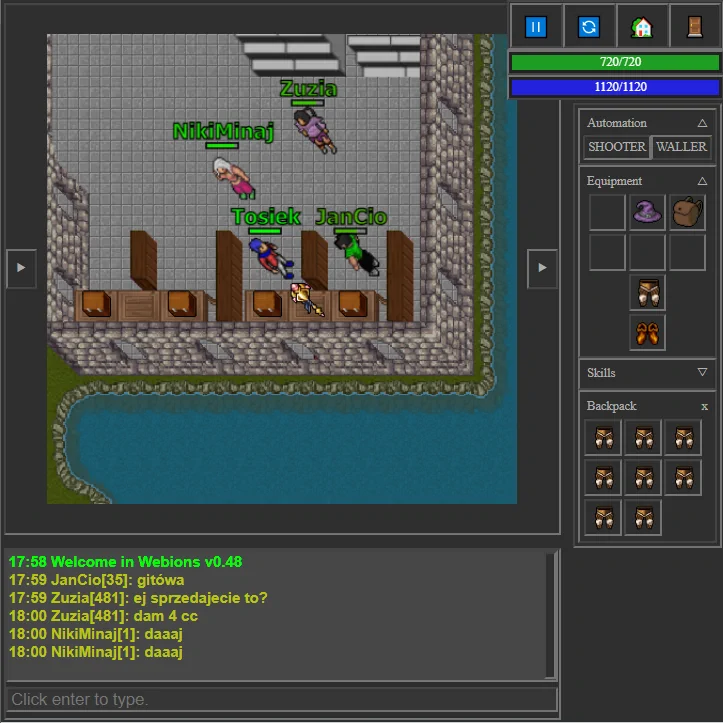 720/720
1120/1120
Zuzia
NikiMinaj
Tosiek JanCio
Automation
SHOOTER WALLER
Equipment
Skills
Backpack x
17:58 Welcome in Webions v0.48
17:59 JanCio[35]: gitówa
17:59 Zuzia[481]: ej sprzedajecie to?
18:00 Zuzia[481]: dam 4 cc
18:00 NikiMinaj[1]: daaaj
18:00 NikiMinaj[1]: daaaj
Click enter to type.